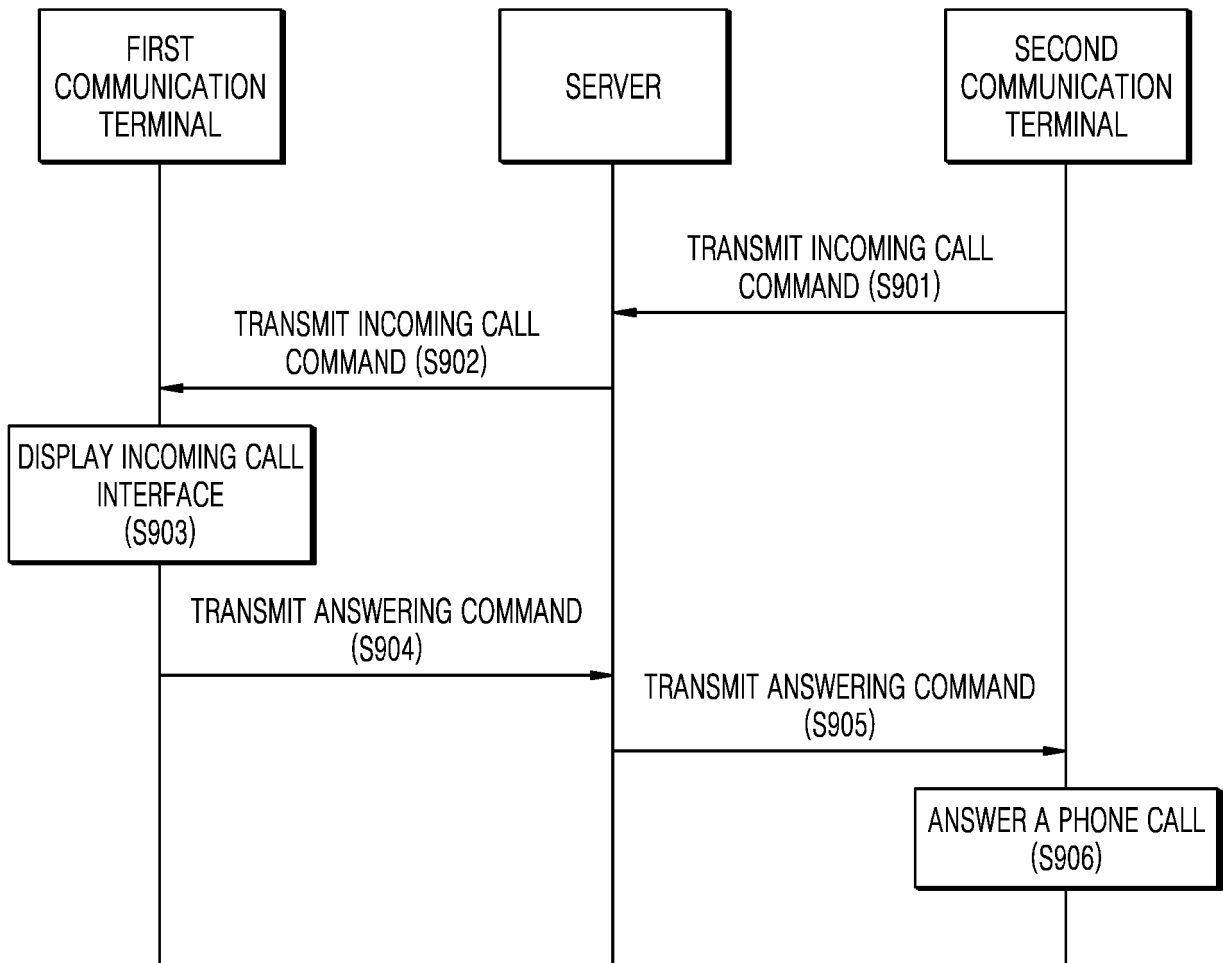 FIRST
COMMUNICATION
TERMINAL
SERVER
SECOND
COMMUNICATION
TERMINAL
TRANSMIT INCOMING CALL
COMMAND (S901)
TRANSMIT INCOMING CALL
COMMAND (S902)
DISPLAY INCOMING CALL
INTERFACE
(S903)
TRANSMIT ANSWERING COMMAND
(S904)
TRANSMIT ANSWERING COMMAND
(S905)
ANSWER A PHONE CALL
(S906)